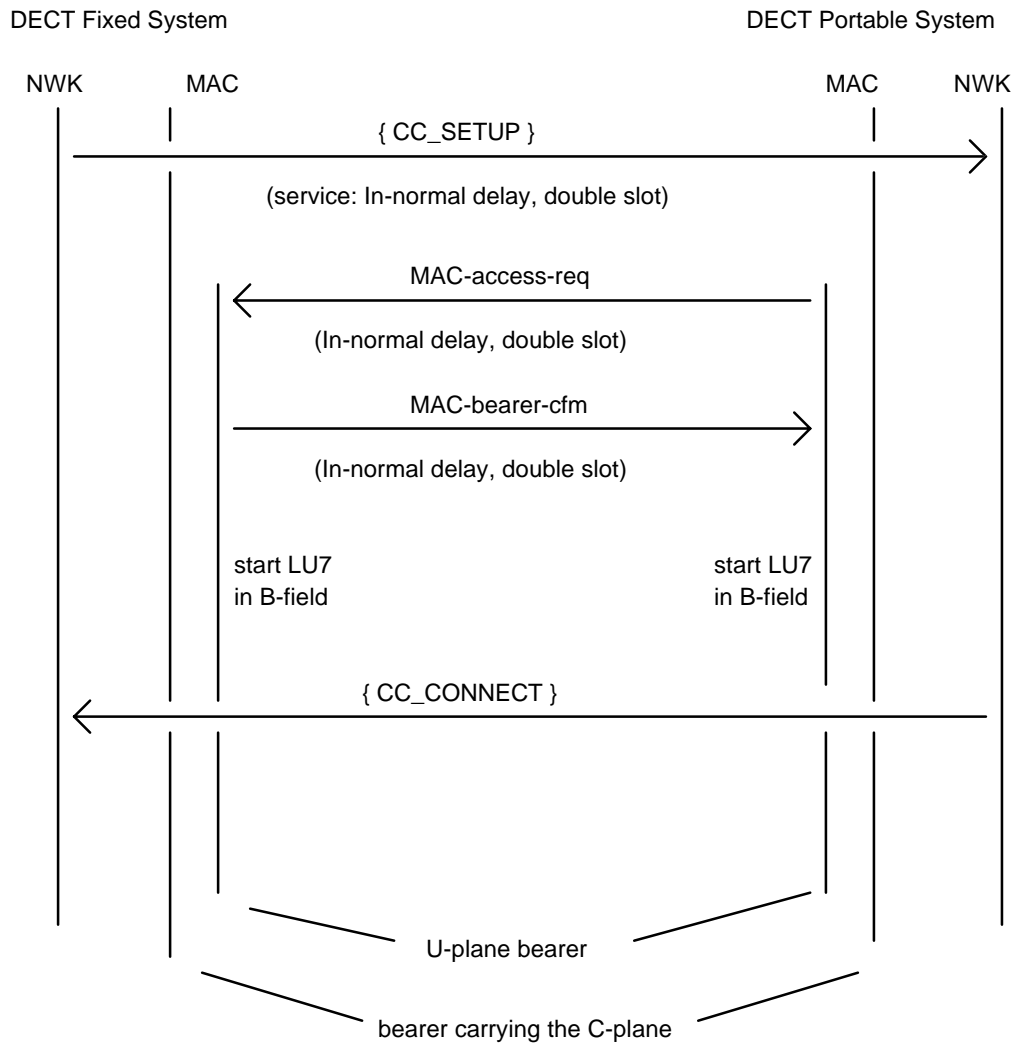 DECT Fixed System
DECT Portable System
NWK
MAC
MAC
NWK
{ CC_SETUP }
(service: In-normal delay, double slot)
MAC-access-req
(In-normal delay, double slot)
MAC-bearer-cfm
(In-normal delay, double slot)
start LU7
in B-field
start LU7
in B-field
{ CC_CONNECT }
U-plane bearer
bearer carrying the C-plane